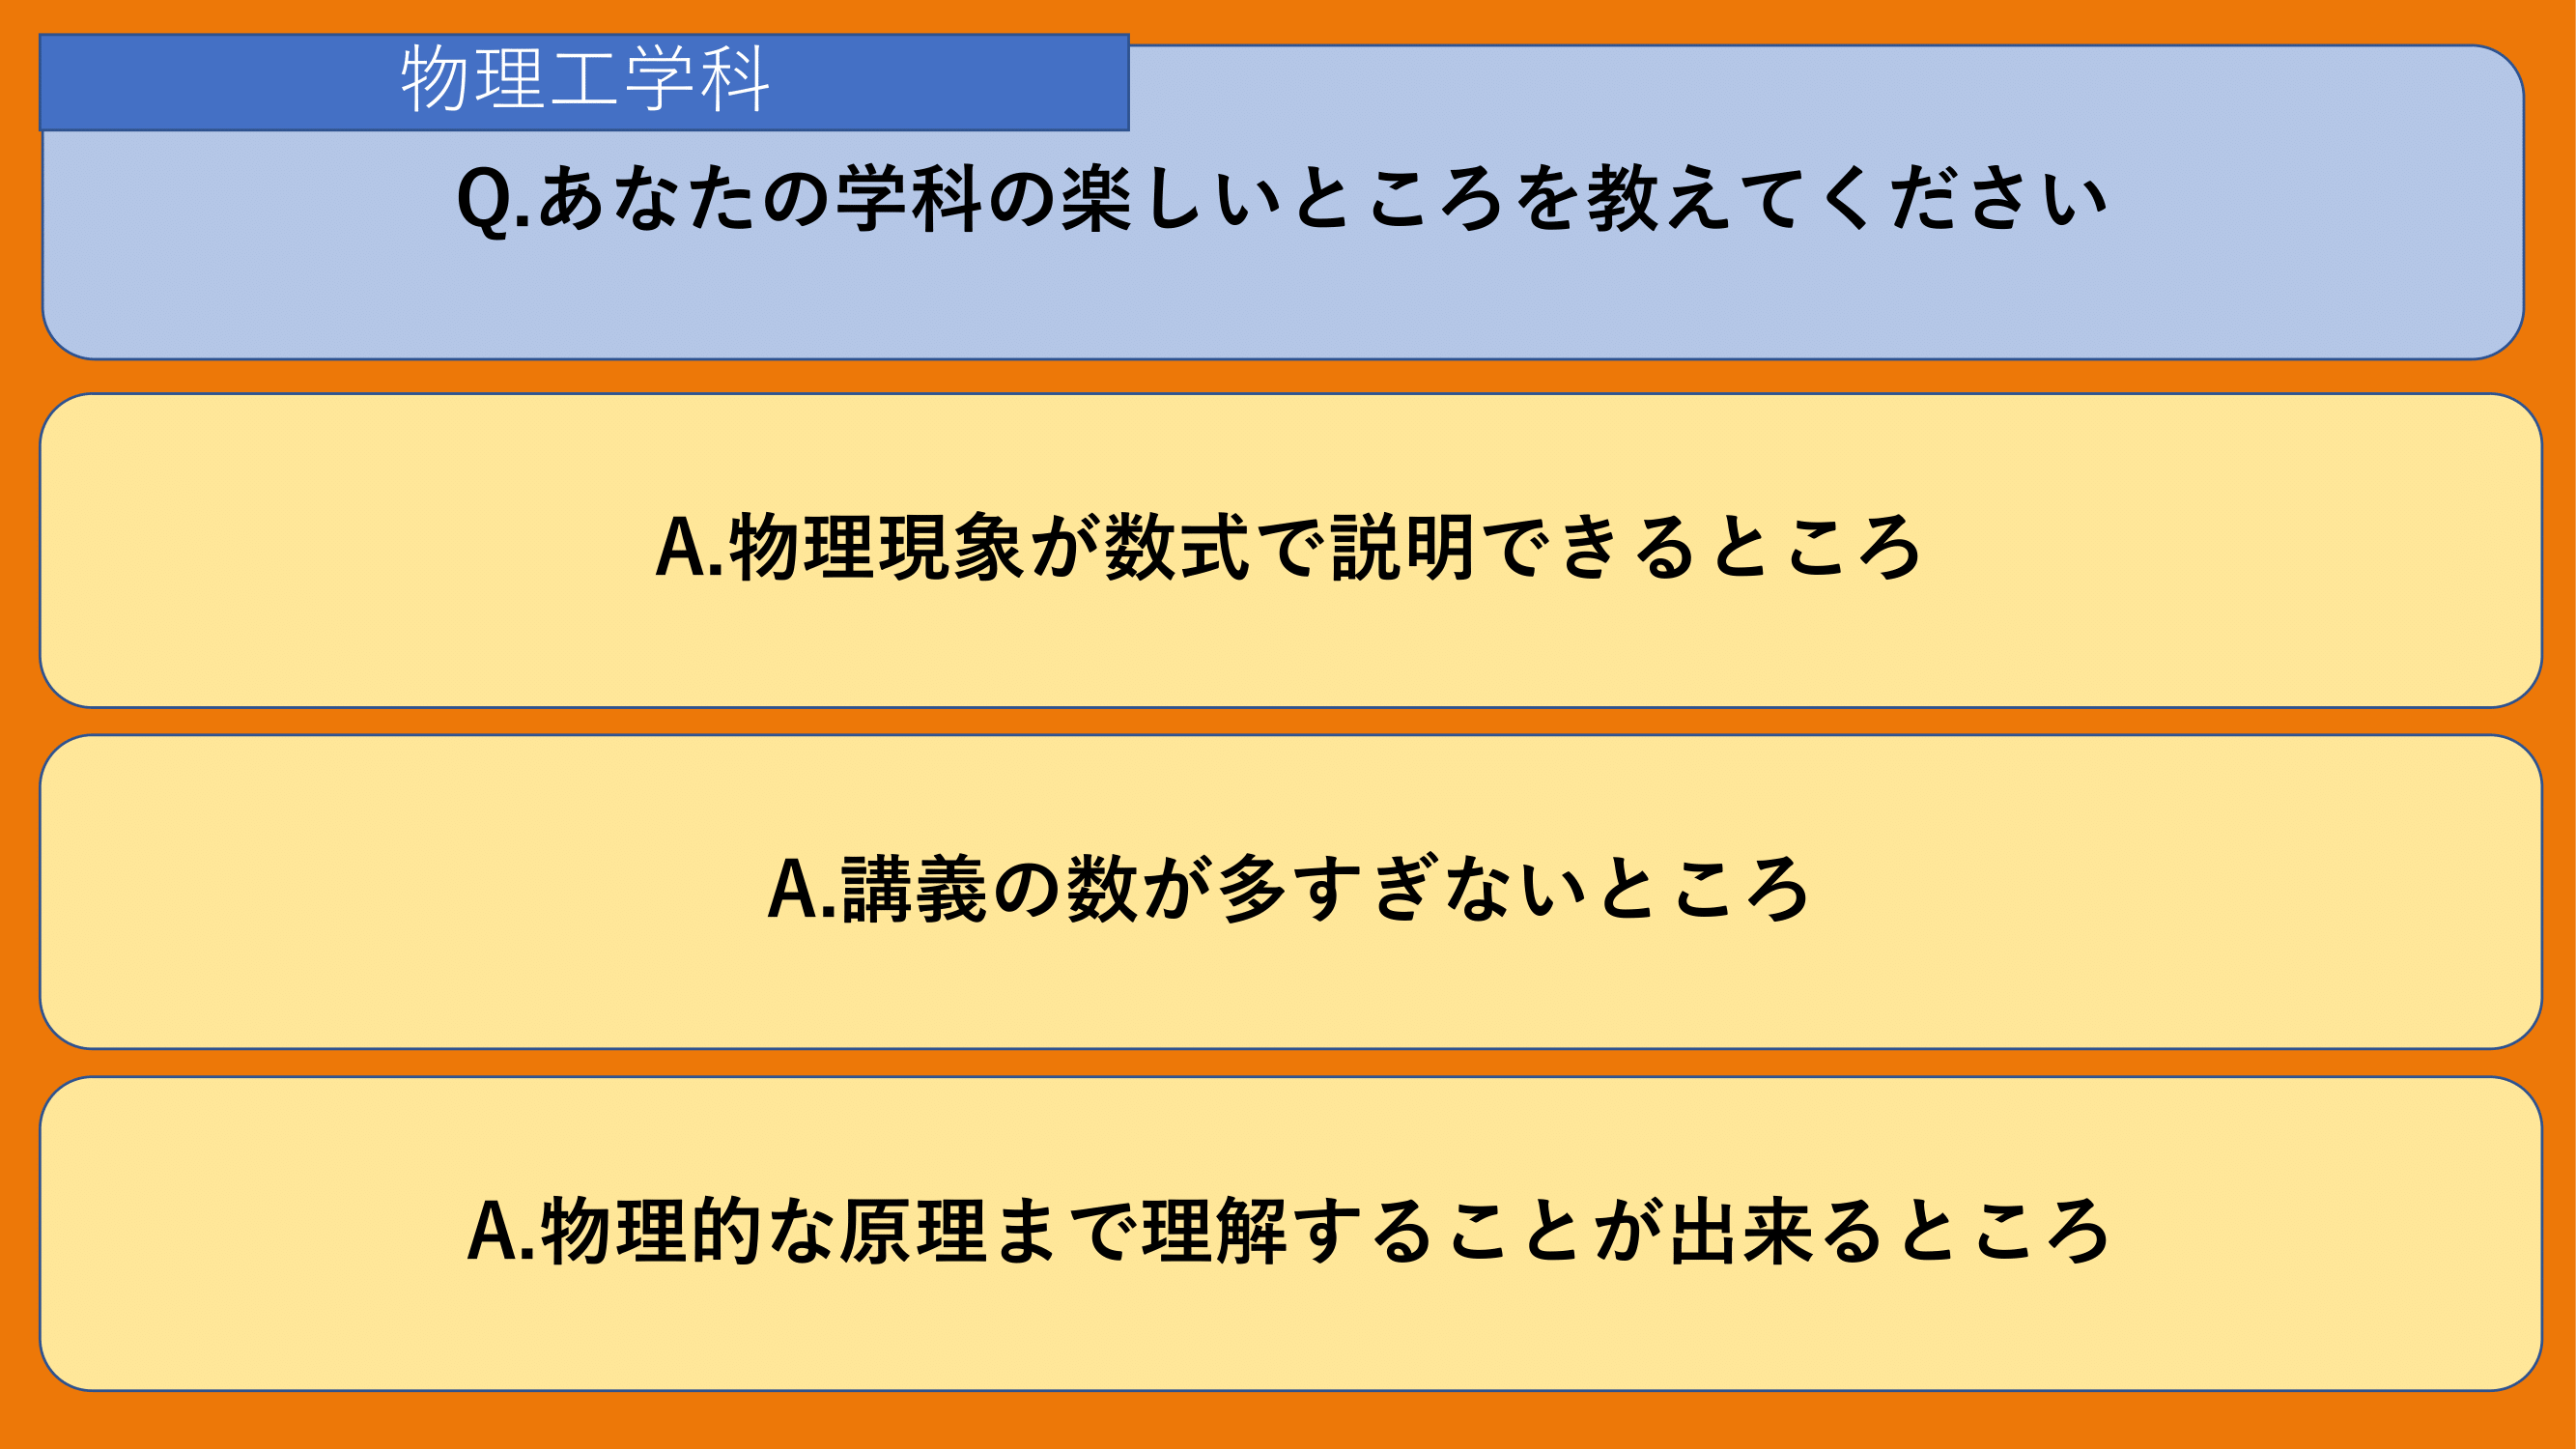 物理工学科
Q.あなたの学科の楽しいところを教えてください
A.物理現象が数式で説明できるところ
A.講義の数が多すぎないところ
A.物理的な原理まで理解することが出来るところ